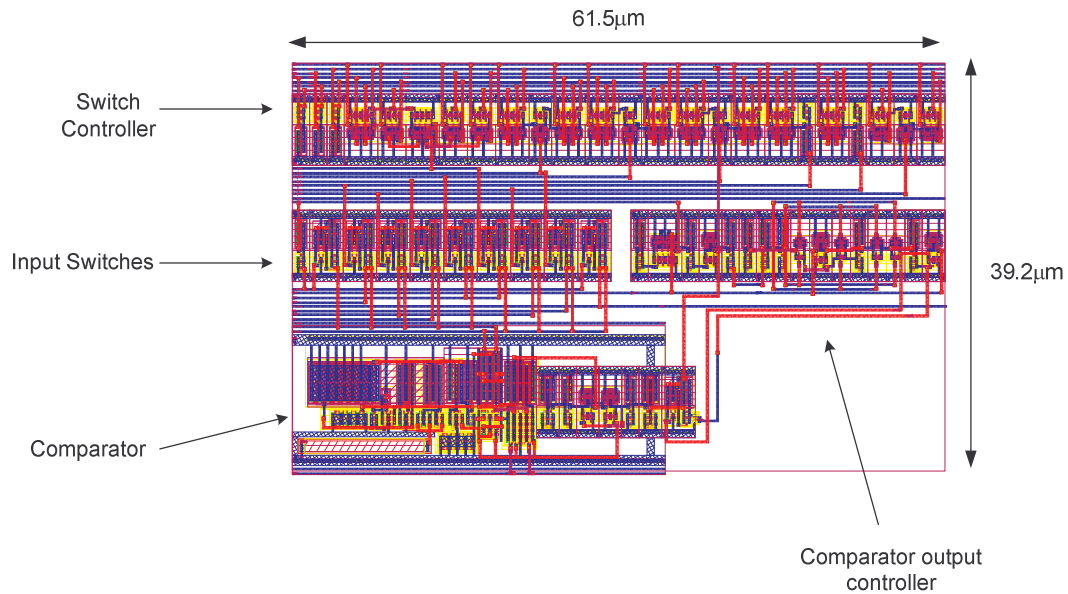 61.5μm
Switch
Controller
Input Switches
39.2μm
Comparator
Comparator output
controller